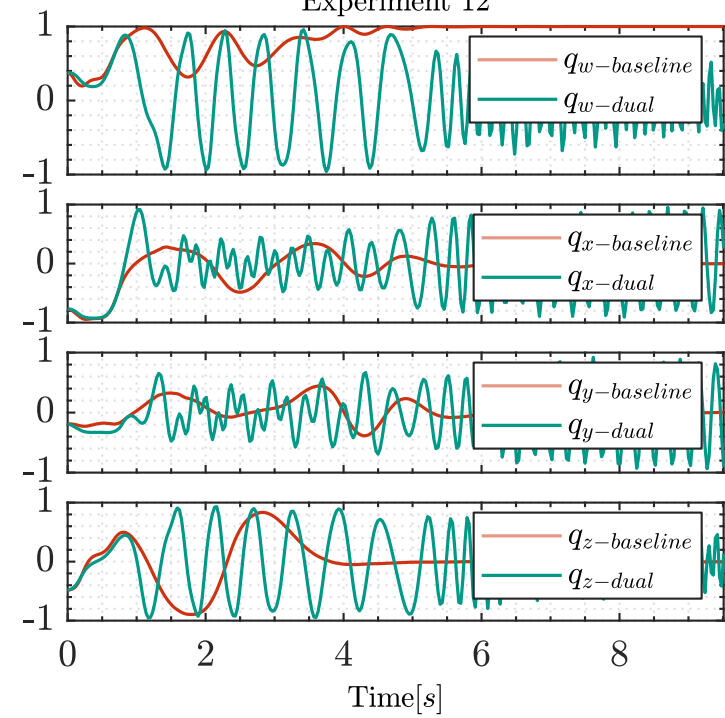 Experiment 12
1
0
-1
q_{w-baseline}
q_{w-dual}
1
0
-1
q_{x-baseline}
q_{x-dual}
1
0
-1
q_{y-baseline}
q_{y-dual}
1
0
-1
q_{z-baseline}
q_{z-dual}
0 2 4 6 8
Time[s]